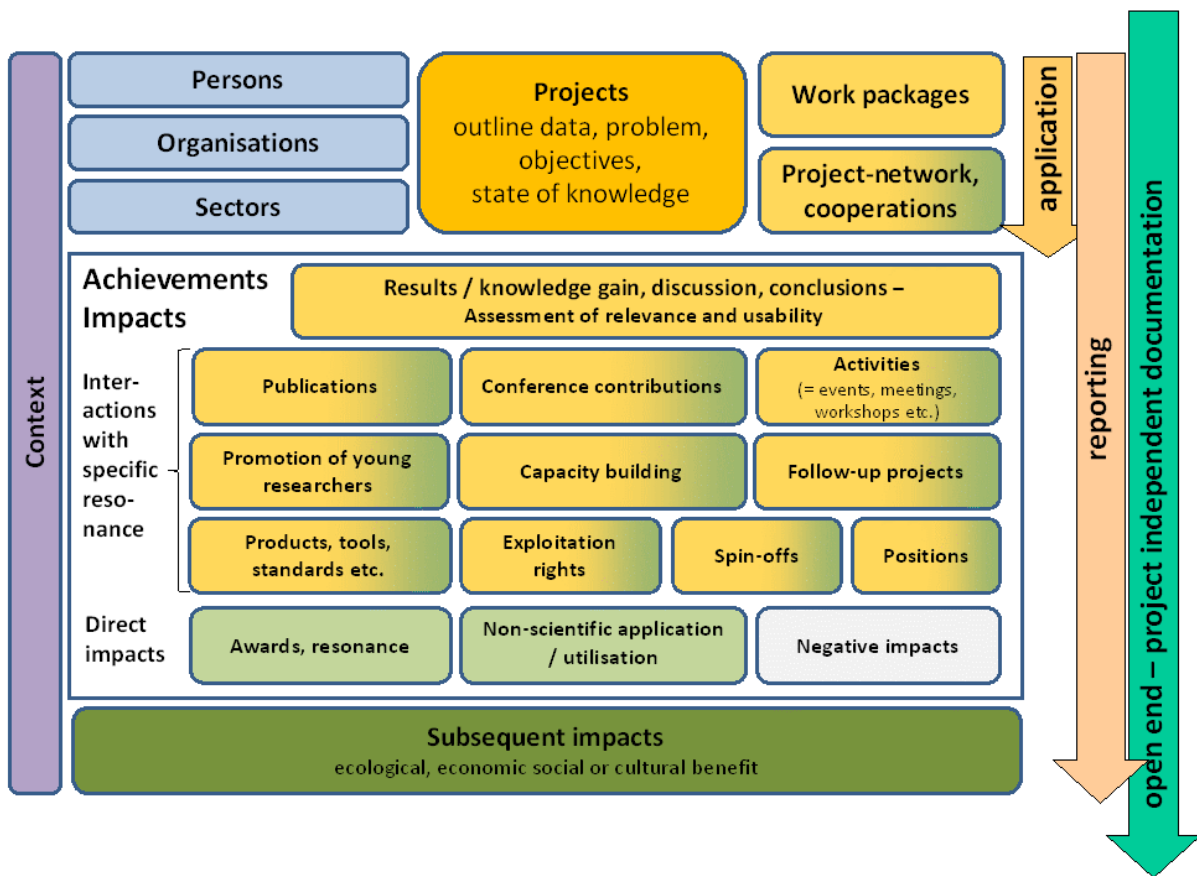 Context
Persons
Organisations
Sectors
Projects
outline data, problem,
objectives,
state of knowledge
Work packages
Project-network,
cooperations
application
reporting
open end – project independent documentation
Achievements
Impacts
Results / knowledge gain, discussion, conclusions –
Assessment of relevance and usability
Inter-
actions
with
specific
reso-
nance
Publications
Conference contributions
Activities
(= events, meetings,
workshops etc.)
Promotion of young
researchers
Capacity building
Follow-up projects
Products, tools,
standards etc.
Exploitation
rights
Spin-offs
Positions
Direct
impacts
Awards, resonance
Non-scientific application
/ utilisation
Negative impacts
Subsequent impacts
ecological, economic social or cultural benefit